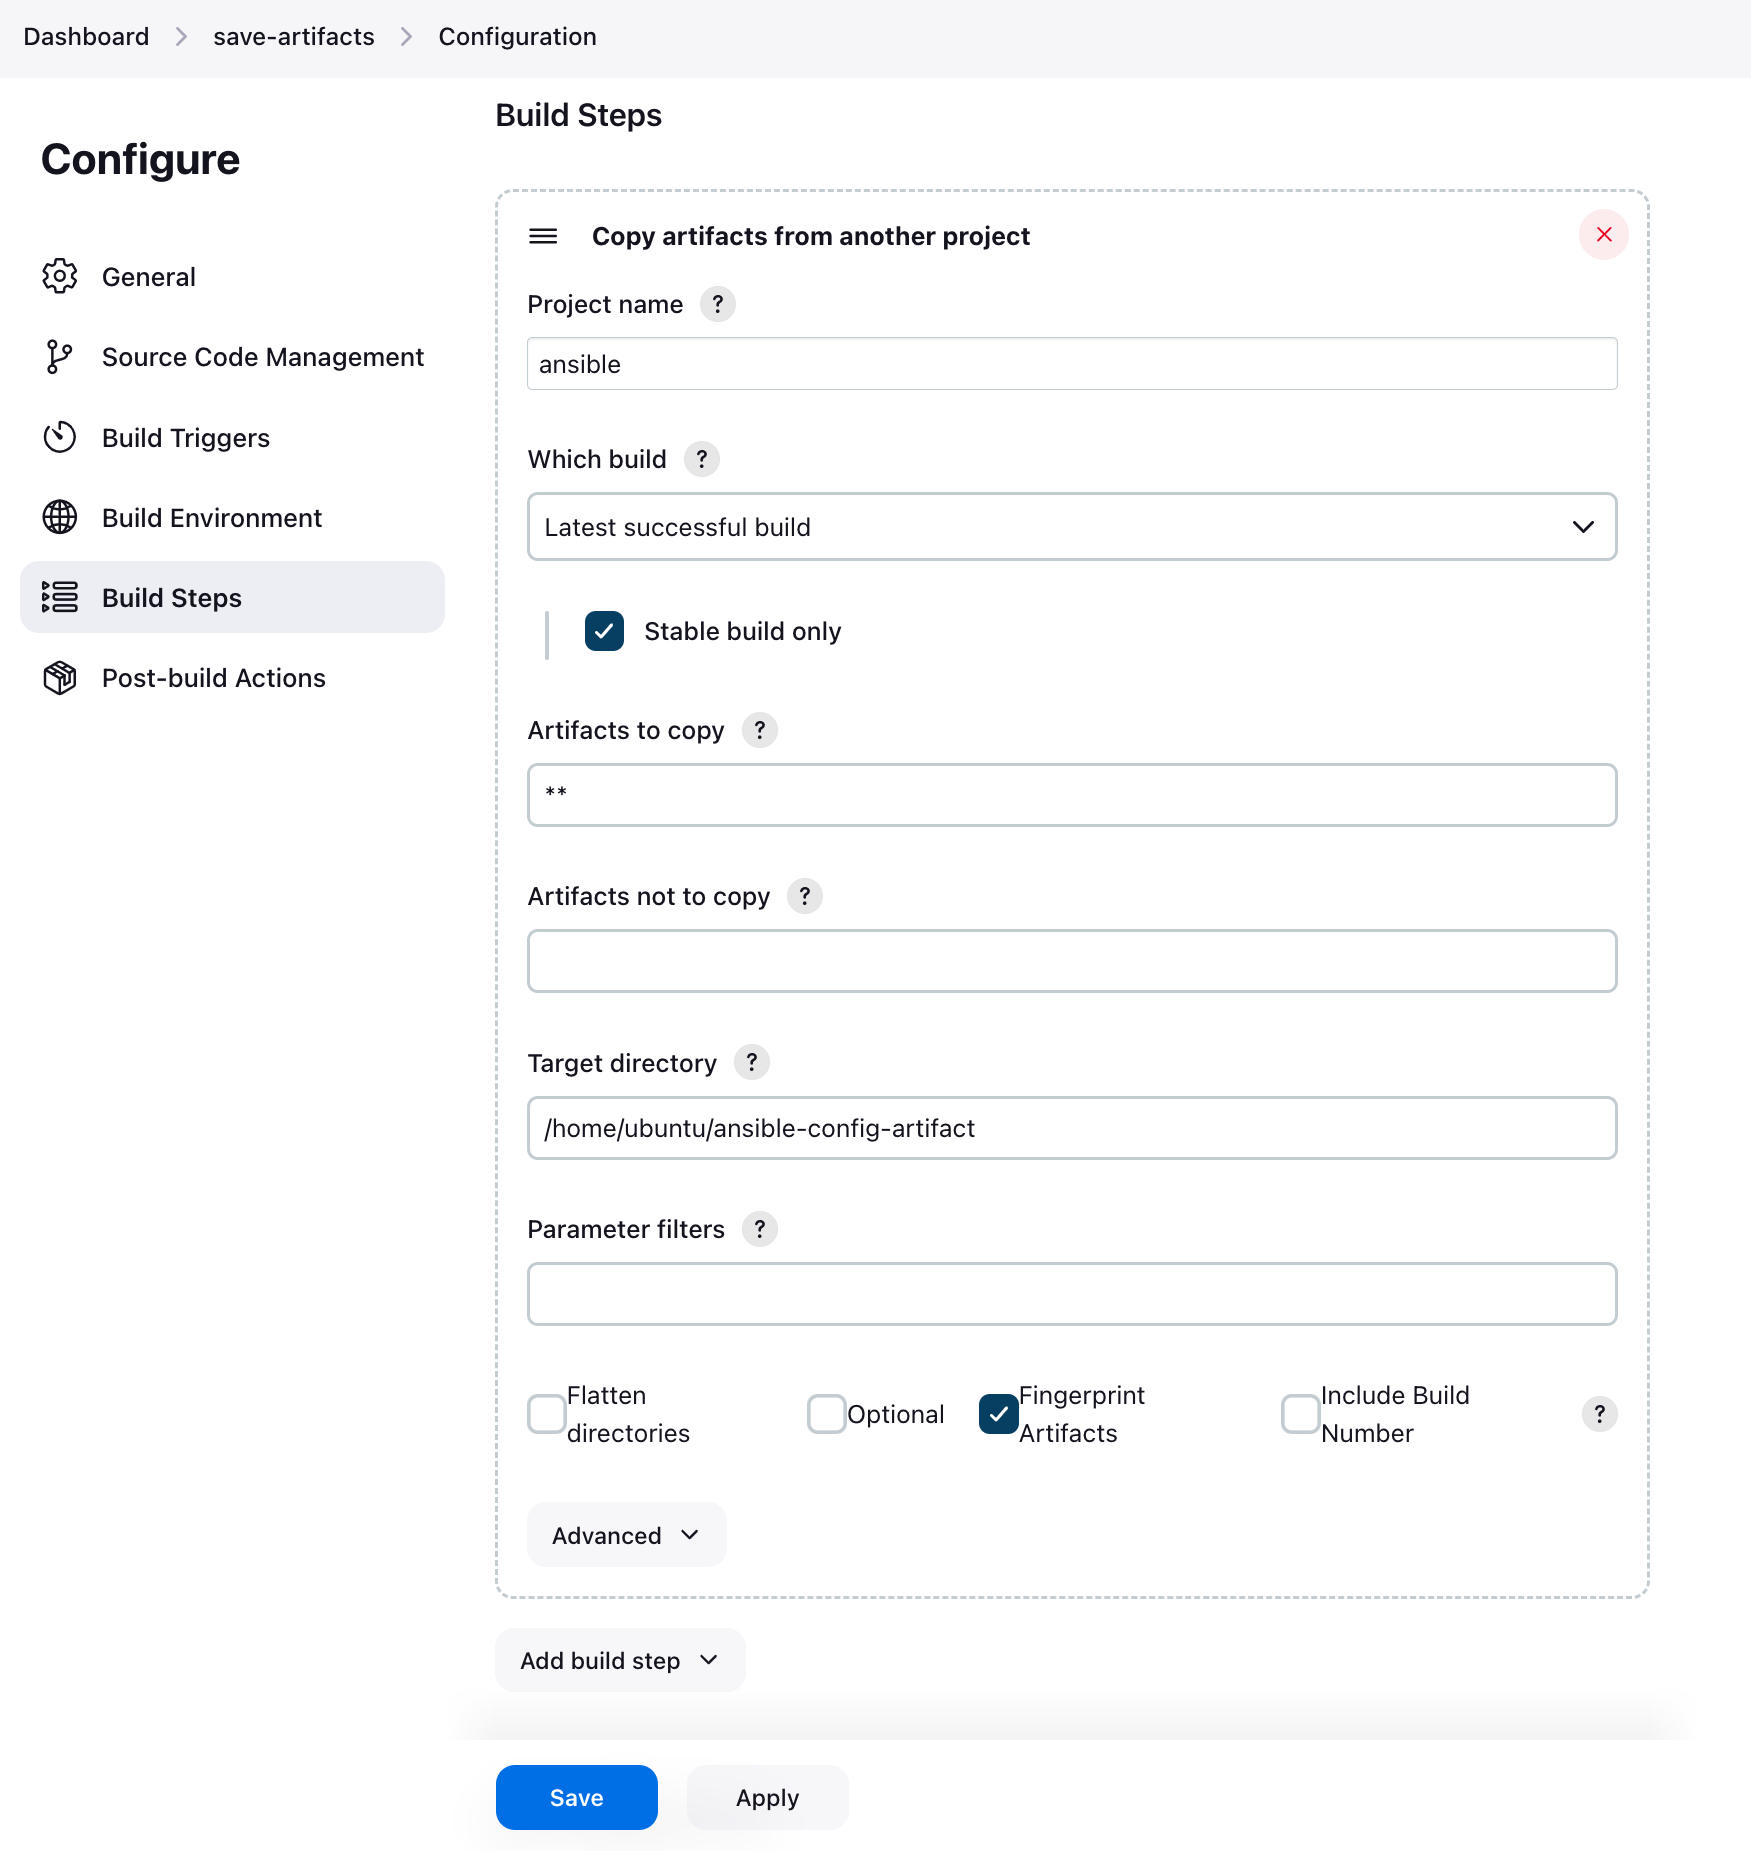 Dashboard > save-artifacts > Configuration
Configure
General
Source Code Management
Build Triggers
Build Environment
Build Steps
Post-build Actions
Build Steps
Copy artifacts from another project
Project name ?
ansible
Which build ?
Latest successful build
Stable build only
Artifacts to copy ?
**
Artifacts not to copy ?
Target directory ?
/home/ubuntu/ansible-config-artifact
Parameter filters ?
Flatten
directories
Optional
Fingerprint
Artifacts
Include Build
Number
?
Advanced
Add build step
Save
Apply